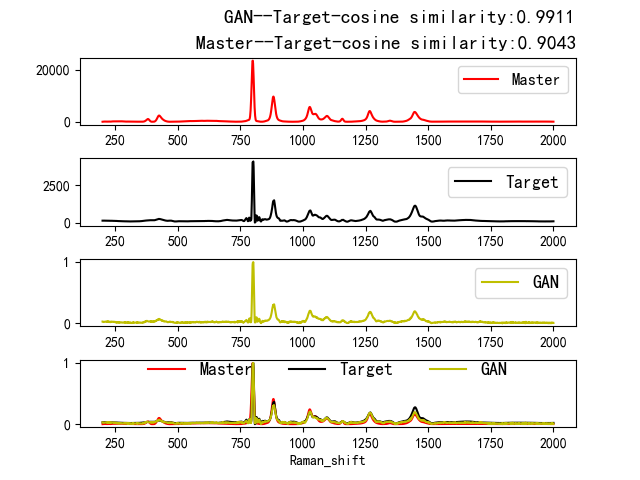 GAN--Target-cosine similarity:0.9911
Master--Target-cosine similarity:0.9043
20000
0
Master
250 500 750 1000 1250 1500 1750 2000
2500
0
Target
250 500 750 1000 1250 1500 1750 2000
1
0
GAN
250 500 750 1000 1250 1500 1750 2000
1
0
Master Target GAN
250 500 750 1000 1250 1500 1750 2000
Raman_shift